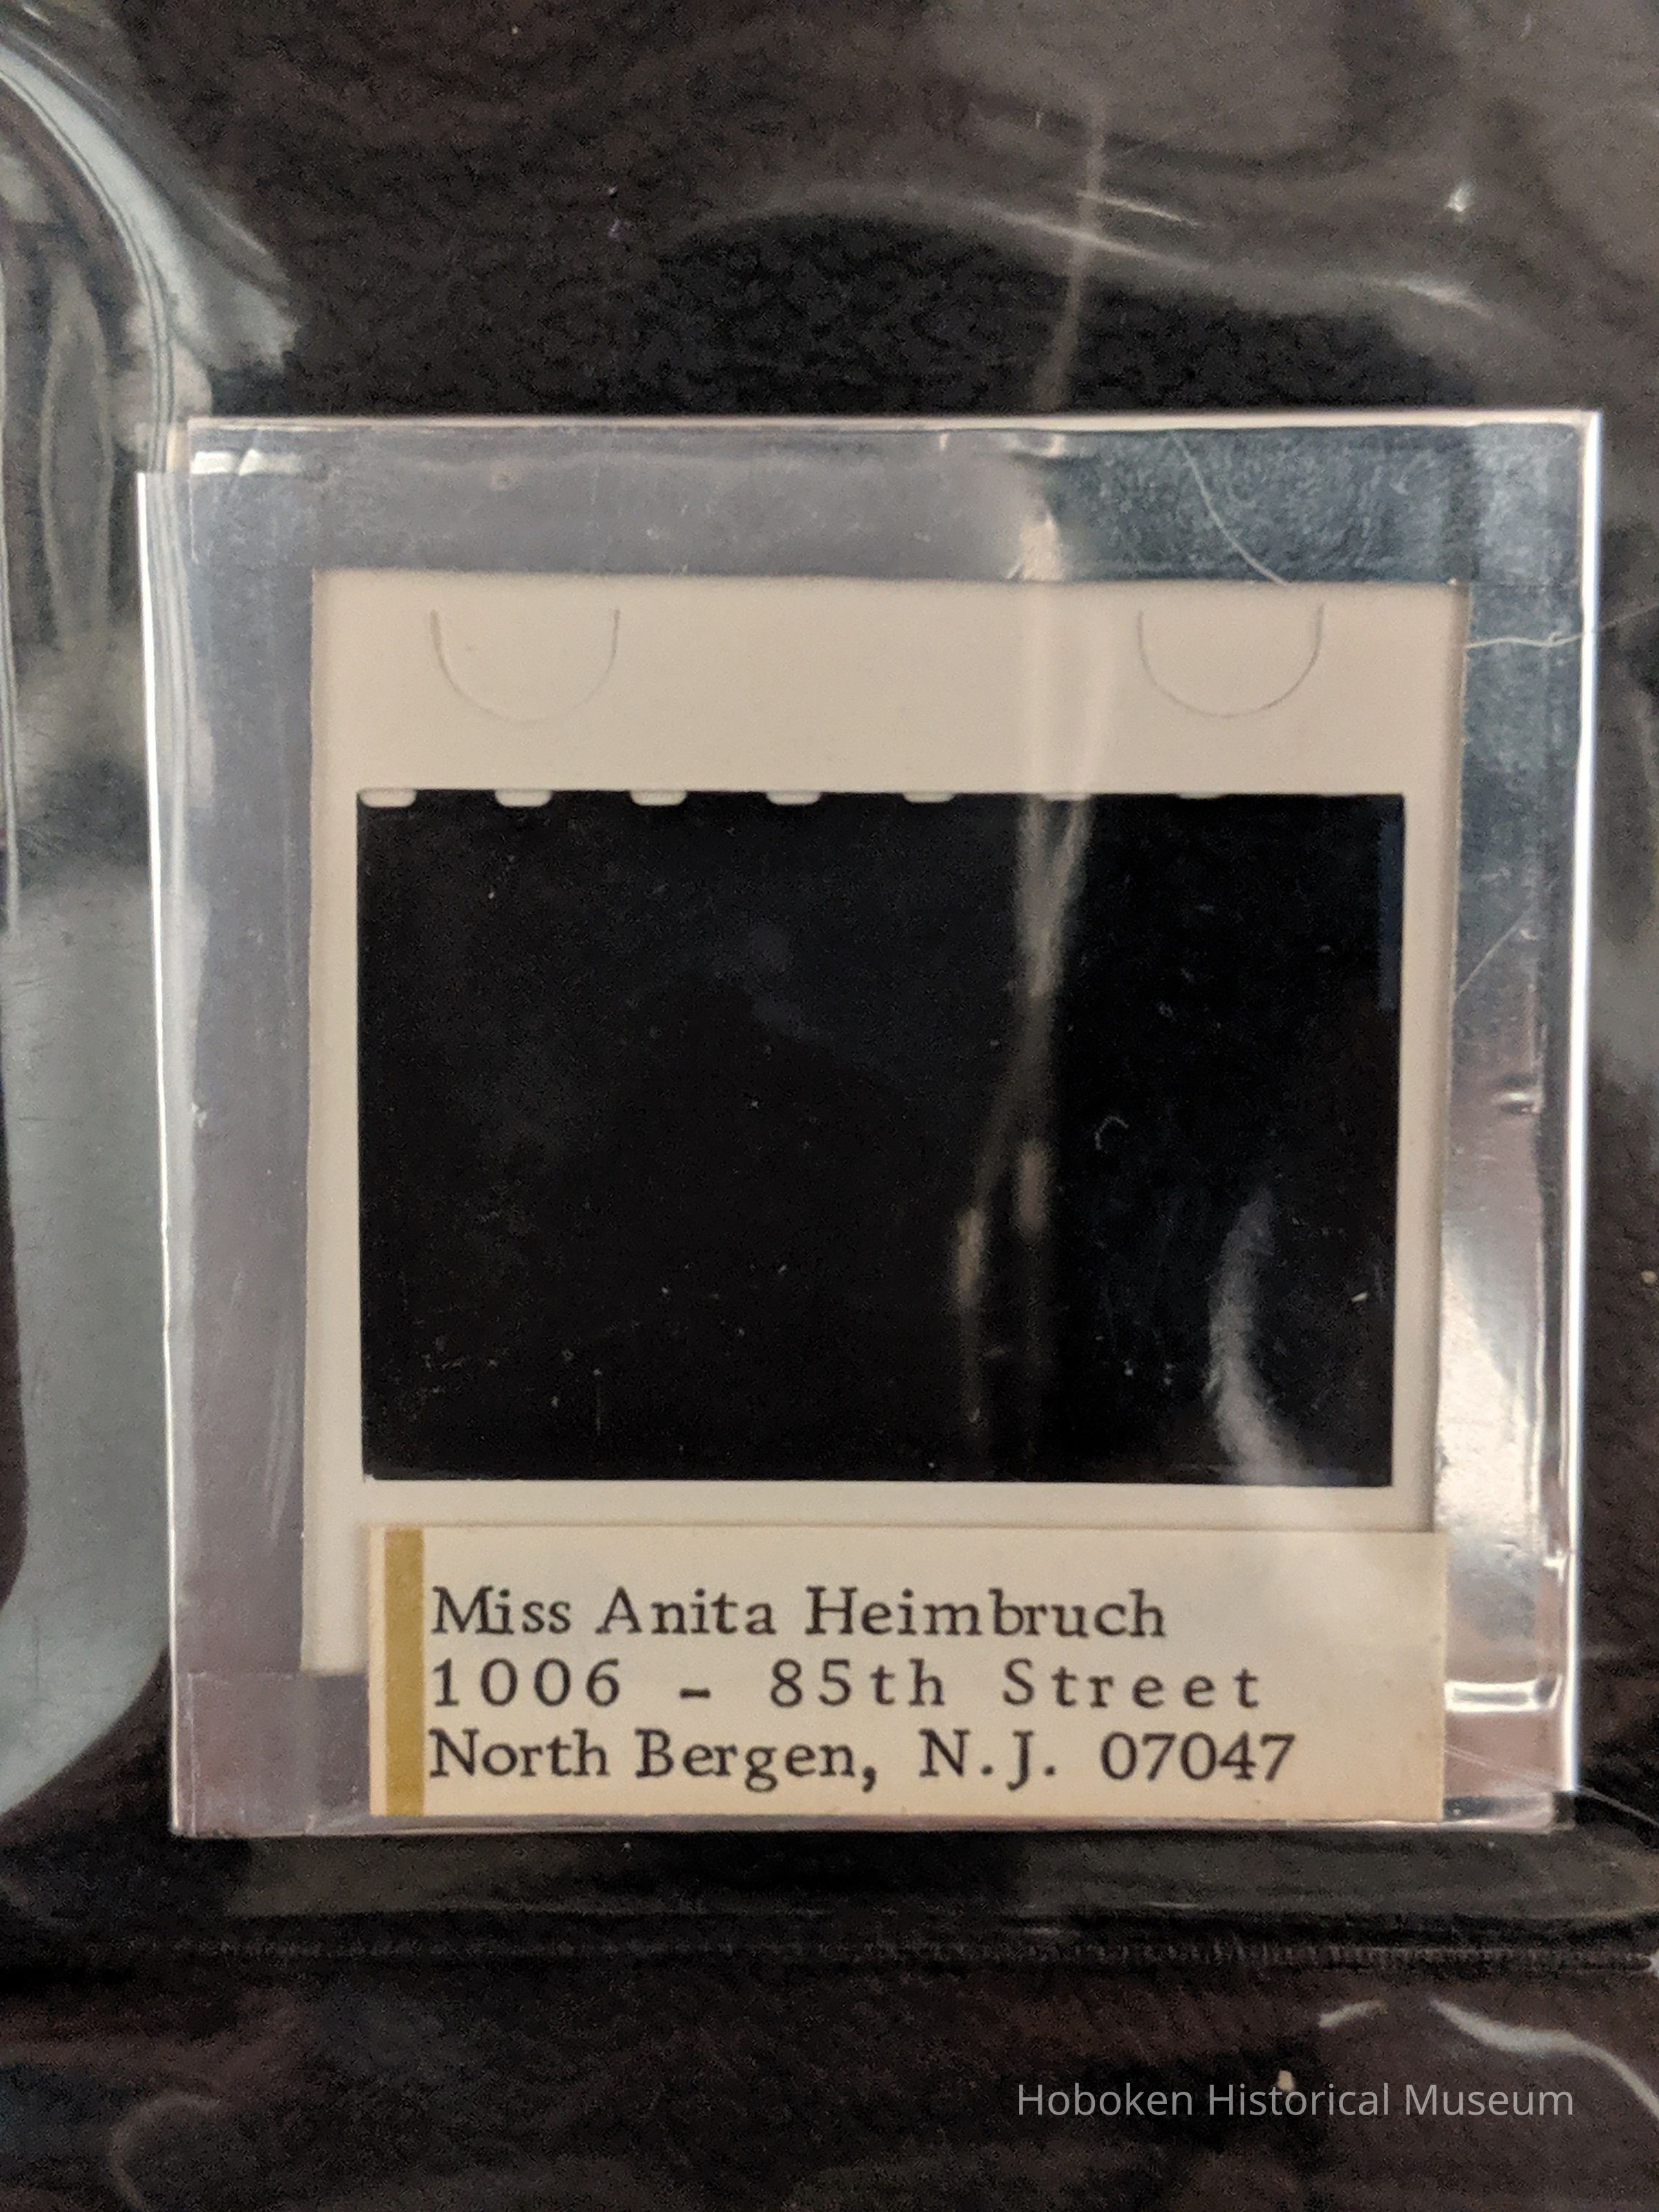 Miss Anita Heimbruch
1006 - 85th Street
North Bergen, N.J. 07047
Hoboken Historical Museum